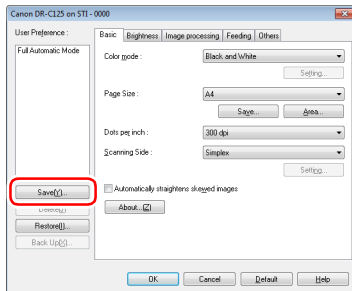 Canon DR-C125 on STI - 0000
User Preference :
Full Automatic Mode
Save(Y)...
Delete(J)
Restore(I)...
Back Up(X)...
Basic Brightness Image processing Feeding Others
Color mode : Black and White
Setting...
Page Size : A4
Save... Area...
Dots per inch : 300 dpi
Scanning Side : Simplex
Setting...
Automatically straightens skewed images
About...(Z)
OK Cancel Default Help